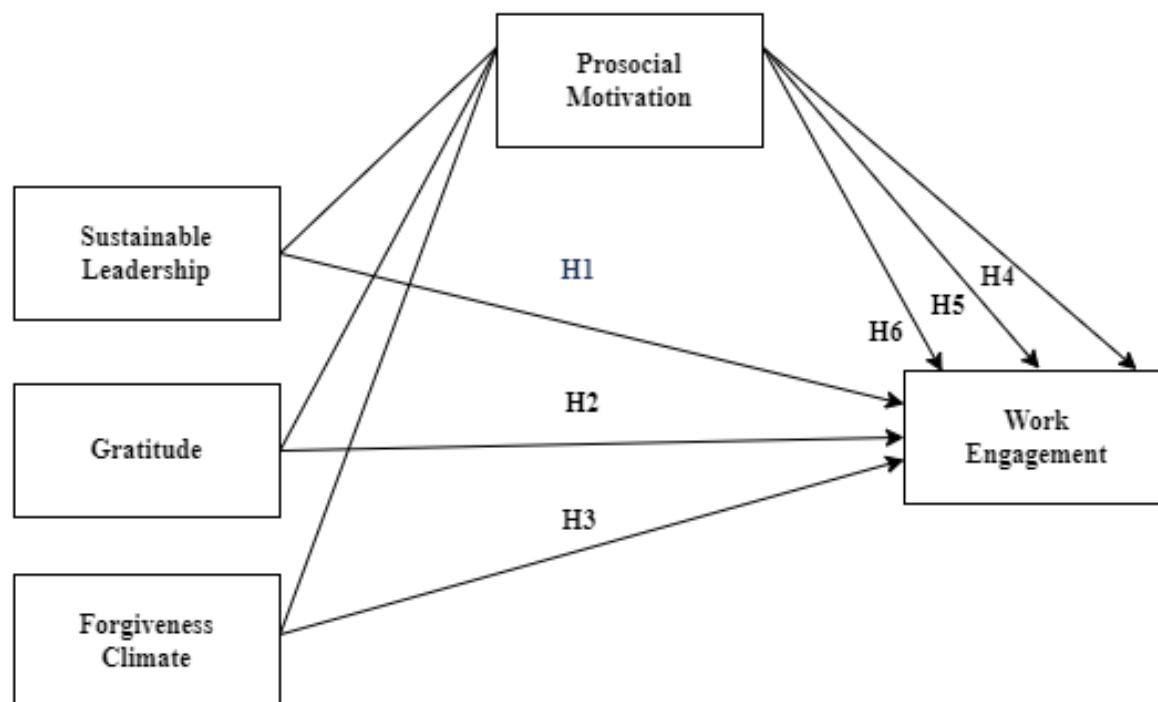 Prosocial
Motivation
Sustainable
Leadership
H1
H4
H5
H6
Gratitude
H2
Work
Engagement
H3
Forgiveness
Climate